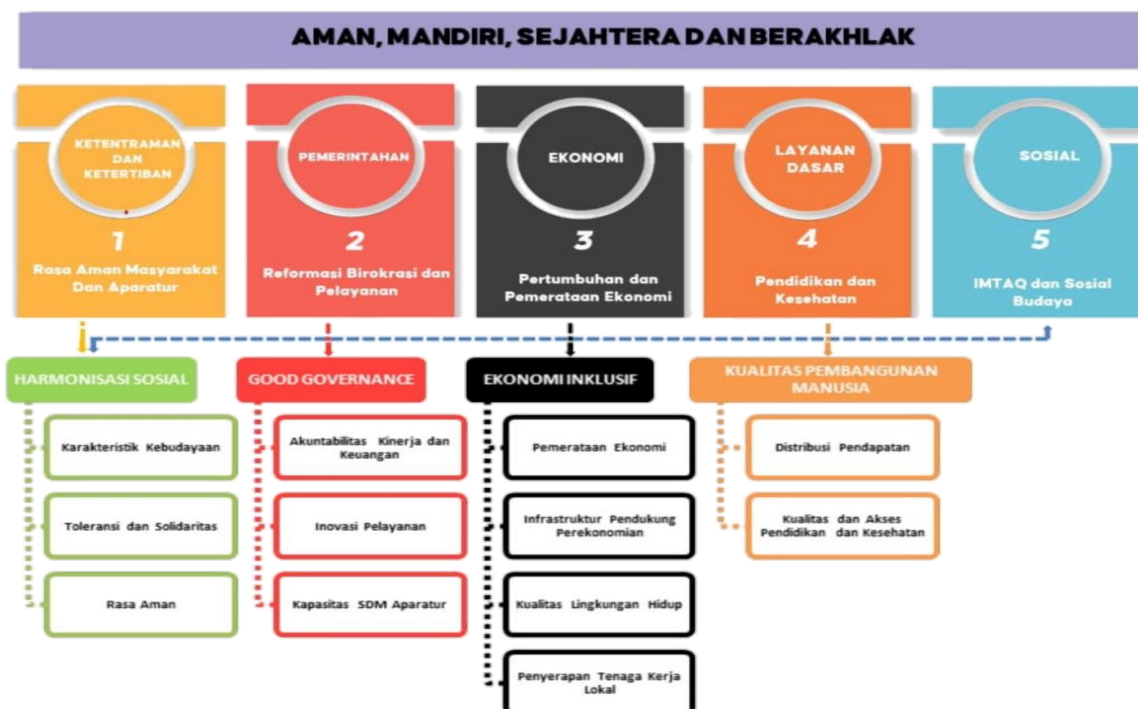 AMAN, MANDIRI, SEJAHTERA DAN BERAKHLAK
KETENTRAMAN
DAN
KETERTIBAN
1
Rasa Aman Masyarakat
Dan Aparatur
PEMERINTAHAN
2
Reformasi Birokrasi dan
Pelayanan
EKONOMI
3
Pertumbuhan dan
Pemerataan Ekonomi
LAYANAN
DASAR
4
Pendidikan dan
Kesehatan
SOSIAL
5
IMTAQ dan Sosial
Budaya
HARMONISASI SOSIAL
Karakteristik Kebudayaan
Toleransi dan Solidaritas
Rasa Aman
GOOD GOVERNANCE
Akuntabilitas Kinerja dan
Keuangan
Inovasi Pelayanan
Kapasitas SDM Aparatur
EKONOMI INKLUSIF
Pemerataan Ekonomi
Infrastruktur Pendukung
Perekonomian
Kualitas Lingkungan Hidup
Penyerapan Tenaga Kerja
Lokal
KUALITAS PEMBANGUNAN
MANUSIA
Distribusi Pendapatan
Kualitas dan Akses
Pendidikan dan Kesehatan